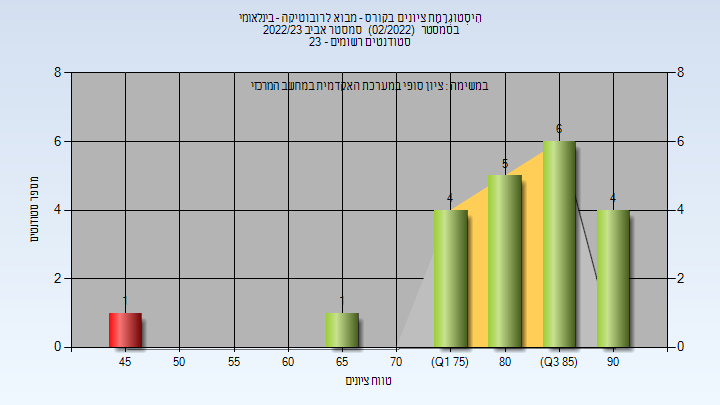 היסטוגרמת ציונים בקורס - מבוא לרובוטיקה - בינלאומי
בסמסטר  (02/2022)  סמסטר אביב 2022/23
סטודנטים רשומים - 23
במשימה : ציון סופי במערכת האקדמית במחשב המרכזי
8 8
6 6
4 4
2 2
0 0
1 1 4 5 6 4
מספר סטודנטים
45 50 55 60 65 70 (Q1 75) 80 (Q3 85) 90
טווח ציונים